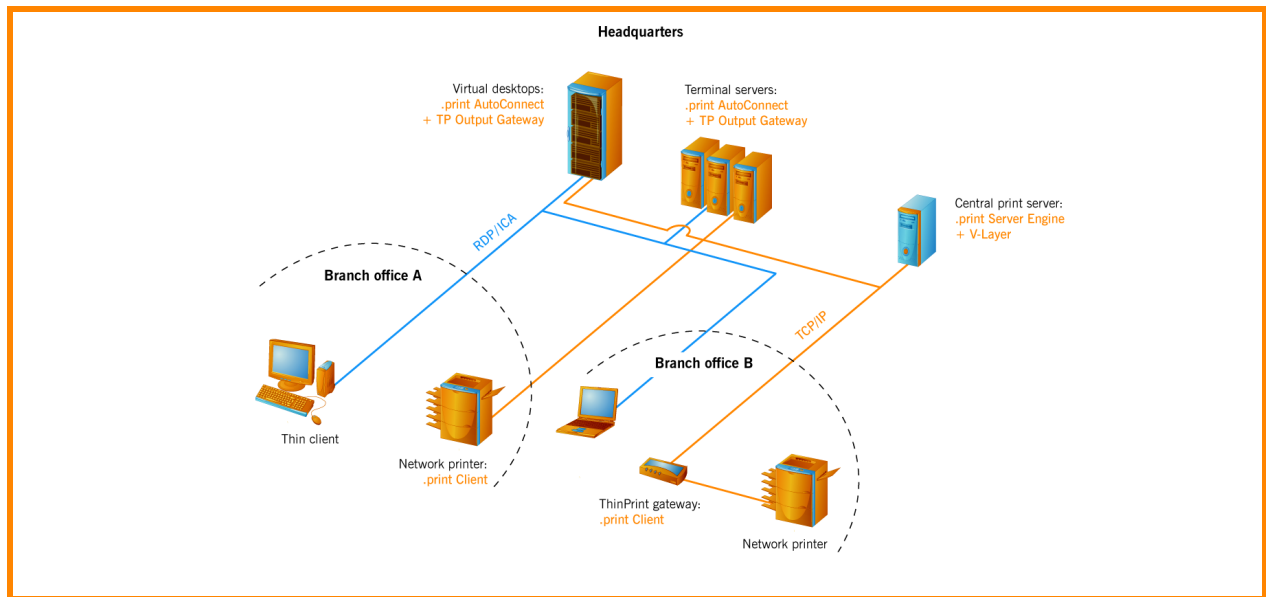 Headquarters
Virtual desktops:
.print AutoConnect
+ TP Output Gateway
Terminal servers:
.print AutoConnect
+ TP Output Gateway
Central print server:
.print Server Engine
+ V-Layer
RDP/ICA
Branch office A
TCP/IP
Branch office B
Thin client
Network printer:
.print Client
ThinPrint gateway:
.print Client
Network printer